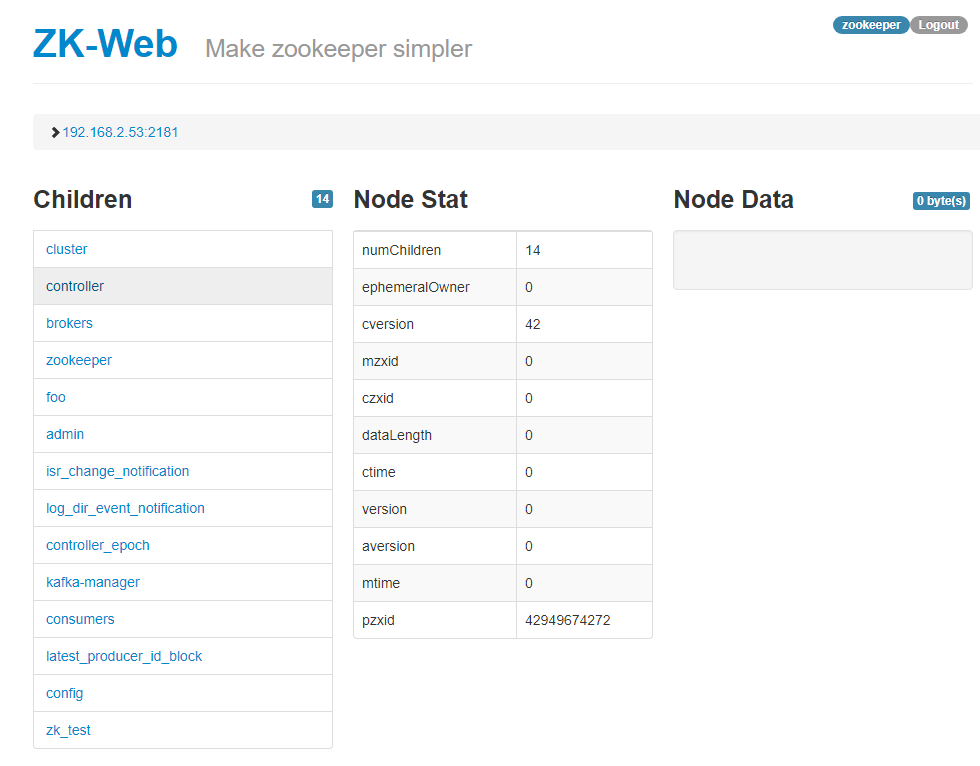 ZK-Web Make zookeeper simpler
zookeeper Logout
192.168.2.53:2181
Children 14
cluster
controller
brokers
zookeeper
foo
admin
isr_change_notification
log_dir_event_notification
controller_epoch
kafka-manager
consumers
latest_producer_id_block
config
zk_test
Node Stat
numChildren 14
ephemeralOwner 0
cversion 42
mzxid 0
czxid 0
dataLength 0
ctime 0
version 0
aversion 0
mtime 0
pzxid 42949674272
Node Data 0 byte(s)